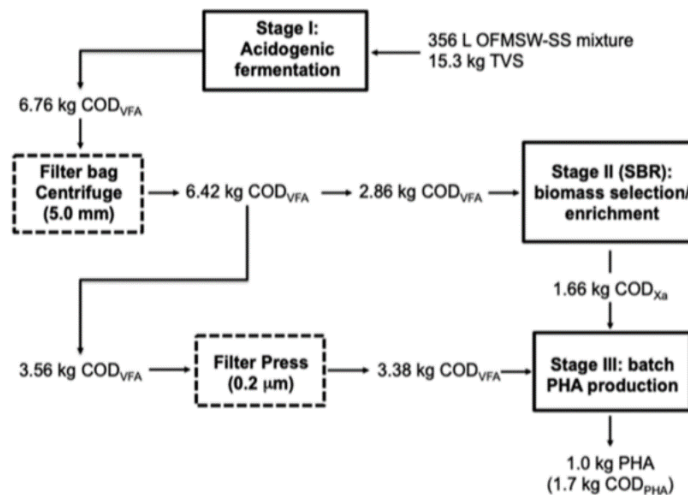 Stage I:
Acidogenic
fermentation
356 L OFMSW-SS mixture
15.3 kg TVS
6.76 kg COD_VFA
Filter bag
Centrifuge
(5.0 mm)
6.42 kg COD_VFA
2.86 kg COD_VFA
Stage II (SBR):
biomass selection/
enrichment
1.66 kg COD_Xa
3.56 kg COD_VFA
Filter Press
(0.2 µm)
3.38 kg COD_VFA
Stage III: batch
PHA production
1.0 kg PHA
(1.7 kg COD_PHA)